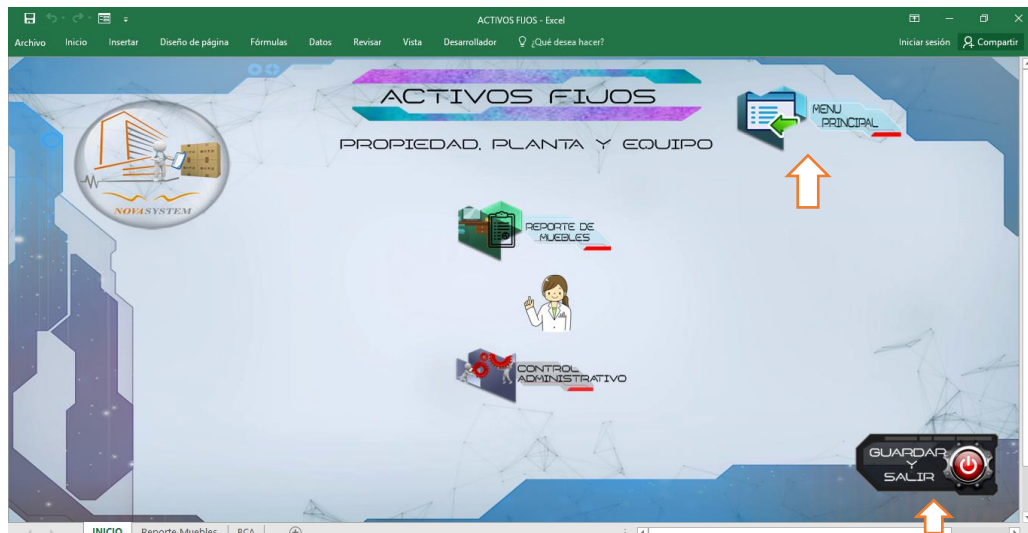 ACTIVOS FIJOS - Excel
Archivo Inicio Insertar Diseño de página Fórmulas Datos Revisar Vista Desarrollador ¿Qué desea hacer? Iniciar sesión Compartir
ACTIVOS FIJOS
MENU
PRINCIPAL
PROPIEDAD, PLANTA Y EQUIPO
NOVASYSTEM
REPORTE DE
MUEBLES
CONTROL
ADMINISTRATIVO
GUARDAR
Y
SALIR
INICIO Reporte Muebles RCA